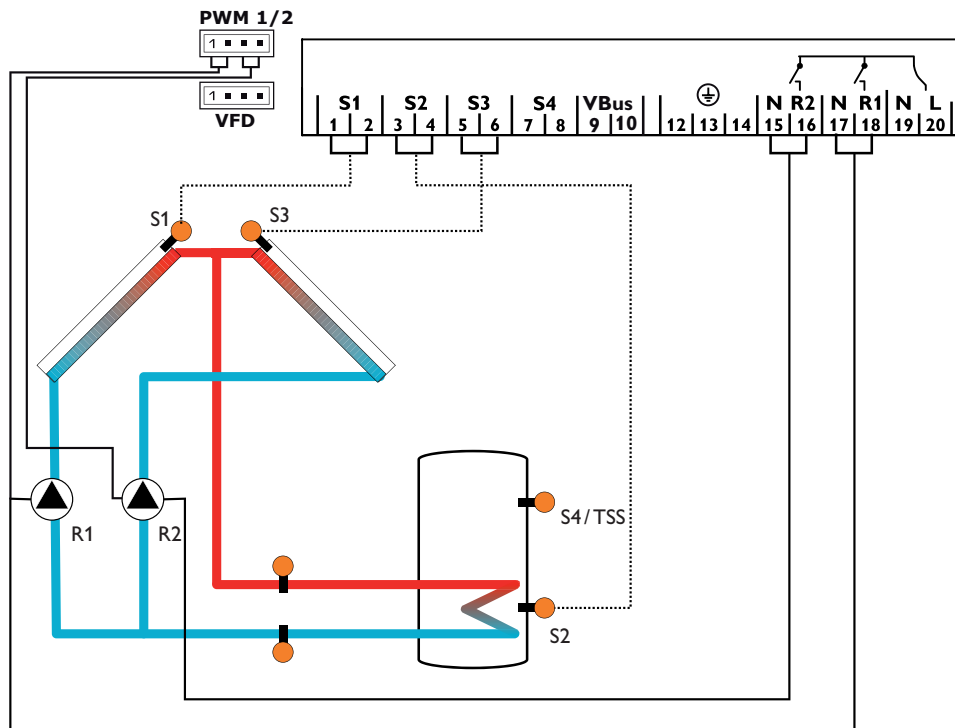 PWM 1/2
1
1
VFD
S1 S2 S3 S4 VBus N R2 N R1 N L
1 2 3 4 5 6 7 8 9 10 12 13 14 15 16 17 18 19 20
S1 S3
S4/TSS
R1 R2
S2